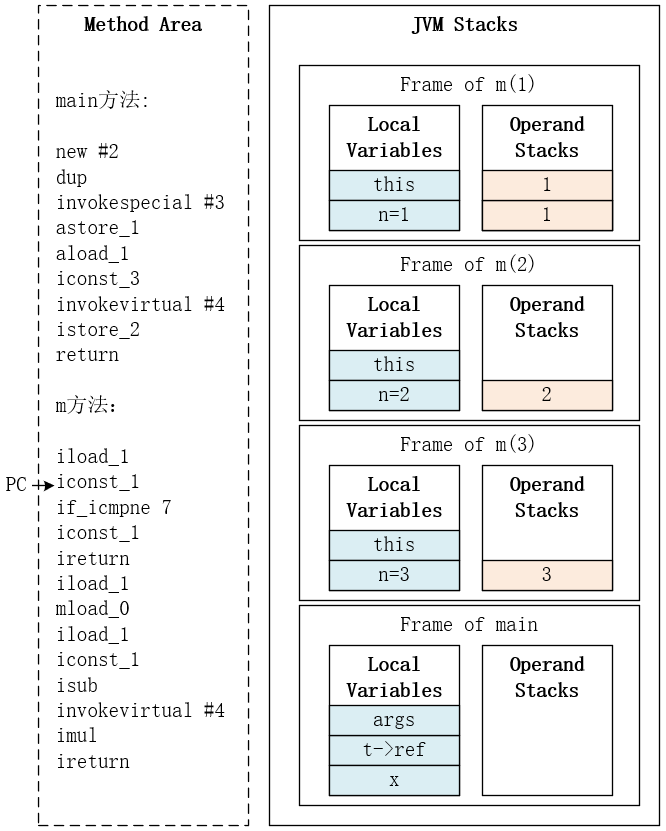 Method Area
main方法:
new #2
dup
invokespecial #3
astore_1
aload_1
iconst_3
invokevirtual #4
istore_2
return
m方法：
iload_1
PC
iconst_1
if_icmpne 7
iconst_1
ireturn
iload_1
mload_0
iload_1
iconst_1
isub
invokevirtual #4
imul
ireturn
JVM Stacks
Frame of m(1)
Local
Variables
this
n=1
Operand
Stacks
1
1
Frame of m(2)
Local
Variables
this
n=2
Operand
Stacks
2
Frame of m(3)
Local
Variables
this
n=3
Operand
Stacks
3
Frame of main
Local
Variables
args
t->ref
x
Operand
Stacks